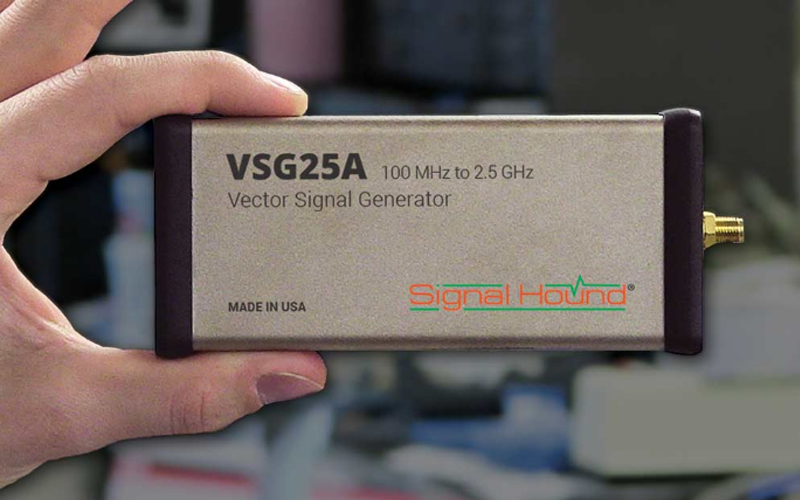 VSG25A 100 MHz to 2.5 GHz
Vector Signal Generator
MADE IN USA
Signal Hound®